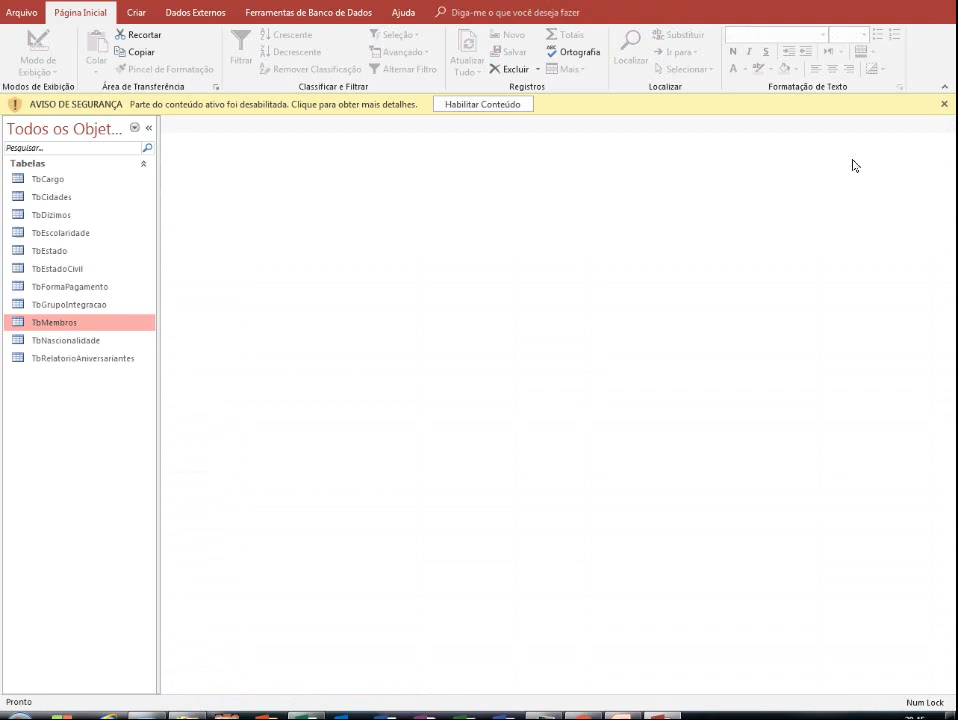 Arquivo Página Inicial Criar Dados Externos Ferramentas de Banco de Dados Ajuda Diga-me o que você deseja fazer
Modo de Exibição
Modos de Exibição
Colar
Recortar
Copiar
Pincel de Formatação
Área de Transferência
Filtrar
Crescente
Decrescente
Remover Classificação
Seleção
Avançado
Alternar Filtro
Classificar e Filtrar
Atualizar Tudo
Novo
Salvar
Excluir
Totais
Ortografia
Mais
Registros
Localizar
Substituir
Ir para
Selecionar
Localizar
N I S
A
Formatação de Texto
AVISO DE SEGURANÇA Parte do conteúdo ativo foi desabilitada. Clique para obter mais detalhes. Habilitar Conteúdo
Todos os Objet...
Pesquisar...
Tabelas
TbCargo
TbCidades
TbDizimos
TbEscolaridade
TbEstado
TbEstadoCivil
TbFormaPagamento
TbGrupoIntegracao
TbMembros
TbNascionalidade
TbRelatorioAniversariantes
Pronto
Num Lock